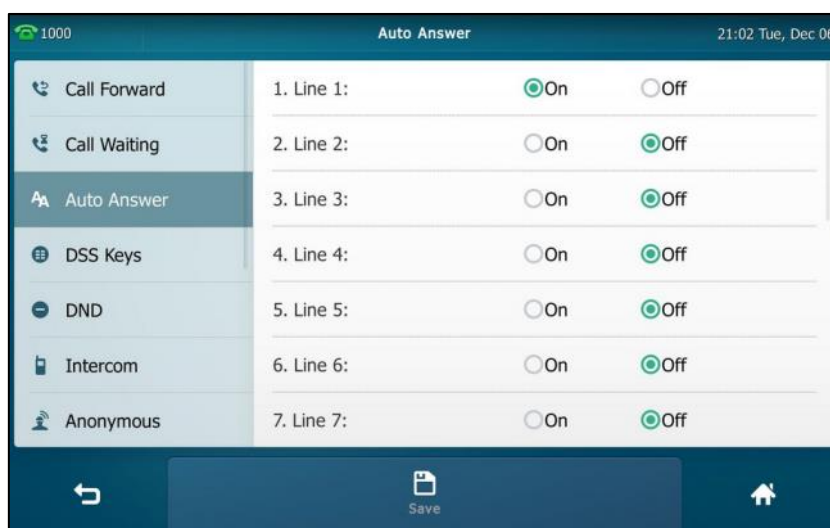 1000 Auto Answer 21:02 Tue, Dec 06
Call Forward
Call Waiting
AA Auto Answer
DSS Keys
DND
Intercom
Anonymous
1. Line 1: On Off
2. Line 2: On Off
3. Line 3: On Off
4. Line 4: On Off
5. Line 5: On Off
6. Line 6: On Off
7. Line 7: On Off
Save